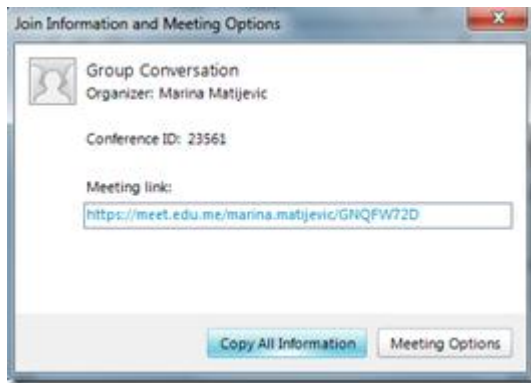 Join Information and Meeting Options
Group Conversation
Organizer: Marina Matijevic
Conference ID: 23561
Meeting link:
https://meet.edu.me/marina.matijevic/GNQFW72D
Copy All Information
Meeting Options